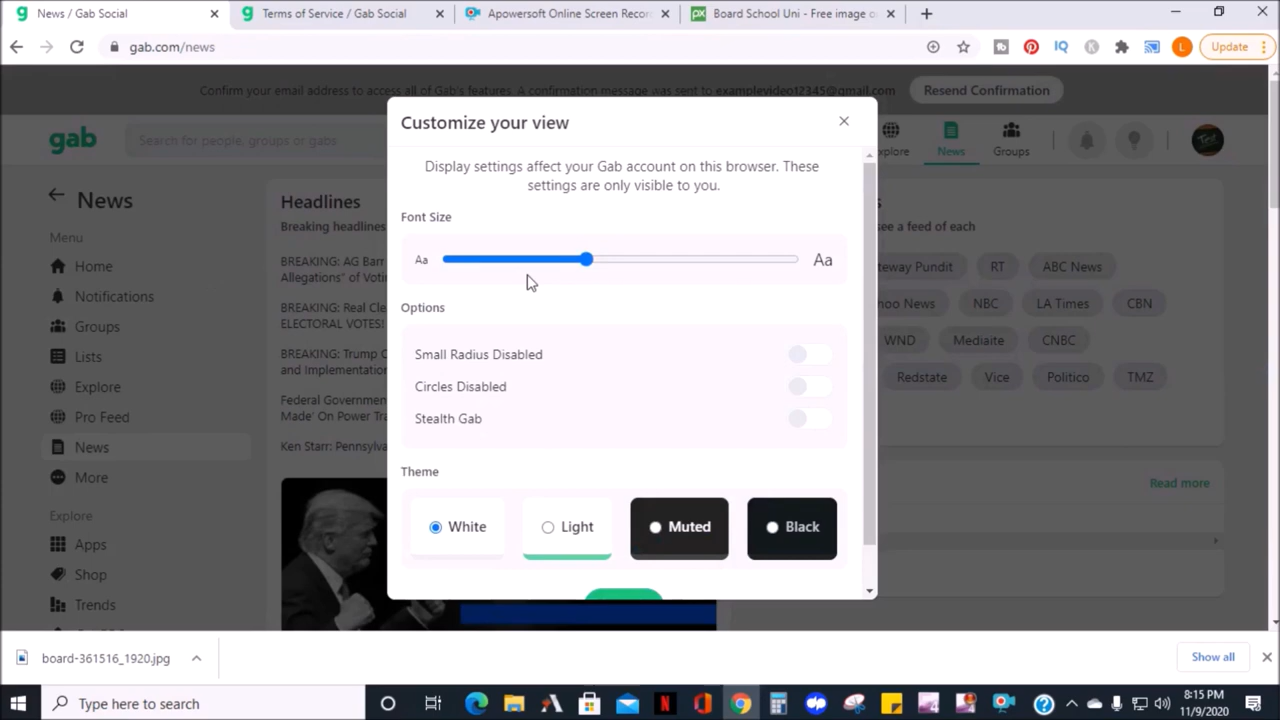 News / Gab Social
Terms of Service / Gab Social
Apowersoft Online Screen Recor
Board School Uni - Free image o
gab.com/news
IQ
K
L
Update
Confirm your email address to access all of Gab's features. A confirmation message was sent to examplevideo12345@gmail.com
Resend Confirmation
gab
Search for people, groups or gabs
xplore
News
Groups
Customize your view
Display settings affect your Gab account on this browser. These
settings are only visible to you.
Font Size
Aa
Aa
Options
Small Radius Disabled
Circles Disabled
Stealth Gab
Theme
White
Light
Muted
Black
News
Menu
Home
Notifications
Groups
Lists
Explore
Pro Feed
News
More
Explore
Apps
Shop
Trends
Headlines
Breaking headlines
BREAKING: AG Barr
Allegations" of Voti
BREAKING: Real Cle
ELECTORAL VOTES!
BREAKING: Trump C
and Implementation
Federal Governmen
Made' On Power Tra
Ken Starr: Pennsylva
see a feed of each
teway Pundit
RT
ABC News
hoo News
NBC
LA Times
CBN
WND
Mediaite
CNBC
Redstate
Vice
Politico
TMZ
Read more
board-361516_1920.jpg
Show all
Type here to search
8:15 PM
11/9/2020